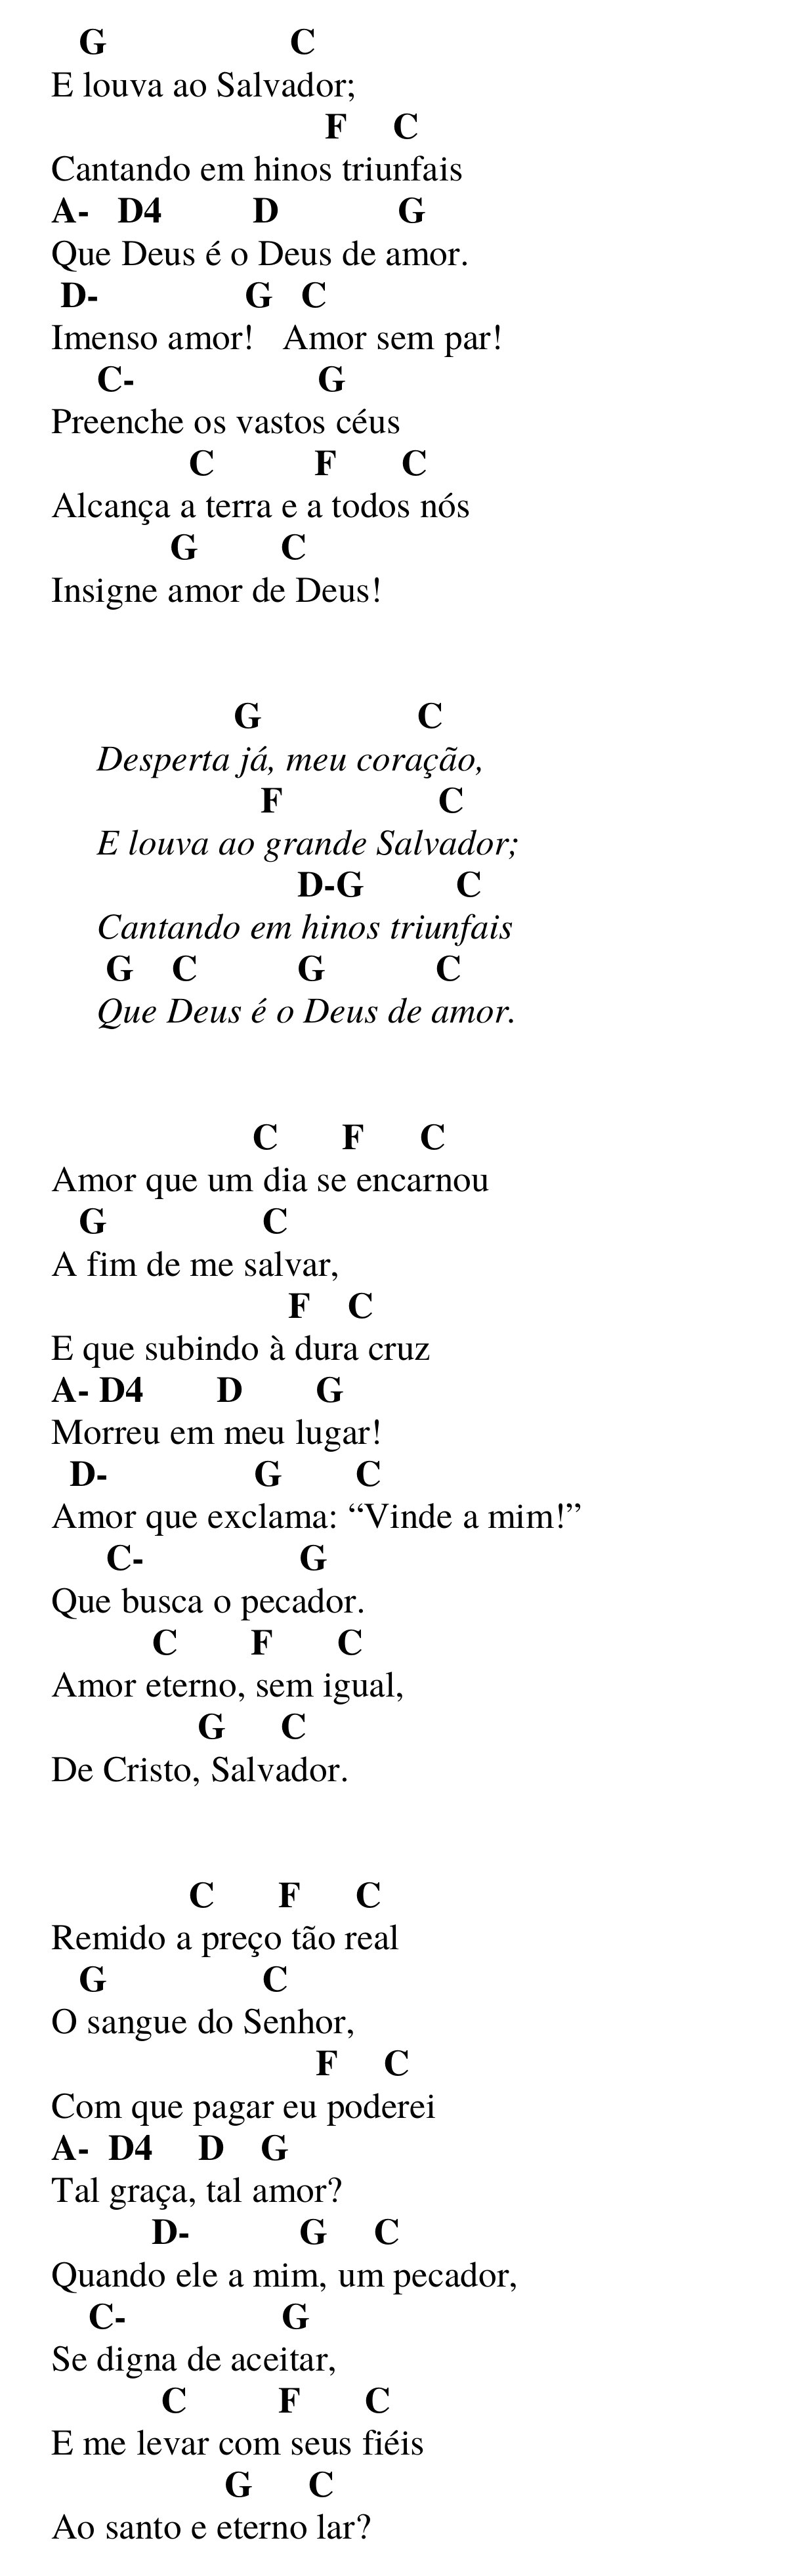 G C
E louva ao Salvador;
F C
Cantando em hinos triunfais
A- D4 D G
Que Deus é o Deus de amor.
D- G C
Imenso amor! Amor sem par!
C- G
Preenche os vastos céus
C F C
Alcança a terra e a todos nós
G C
Insigne amor de Deus!
G C
Desperta já, meu coração,
F C
E louva ao grande Salvador;
D-G C
Cantando em hinos triunfais
G C G C
Que Deus é o Deus de amor.
C F C
Amor que um dia se encarnou
G C
A fim de me salvar,
F C
E que subindo à dura cruz
A- D4 D G
Morreu em meu lugar!
D- G C
Amor que exclama: “Vinde a mim!”
C- G
Que busca o pecador.
C F C
Amor eterno, sem igual,
G C
De Cristo, Salvador.
C F C
Remido a preço tão real
G C
O sangue do Senhor,
F C
Com que pagar eu poderei
A- D4 D G
Tal graça, tal amor?
D- G C
Quando ele a mim, um pecador,
C- G
Se digna de aceitar,
C F C
E me levar com seus fiéis
G C
Ao santo e eterno lar?